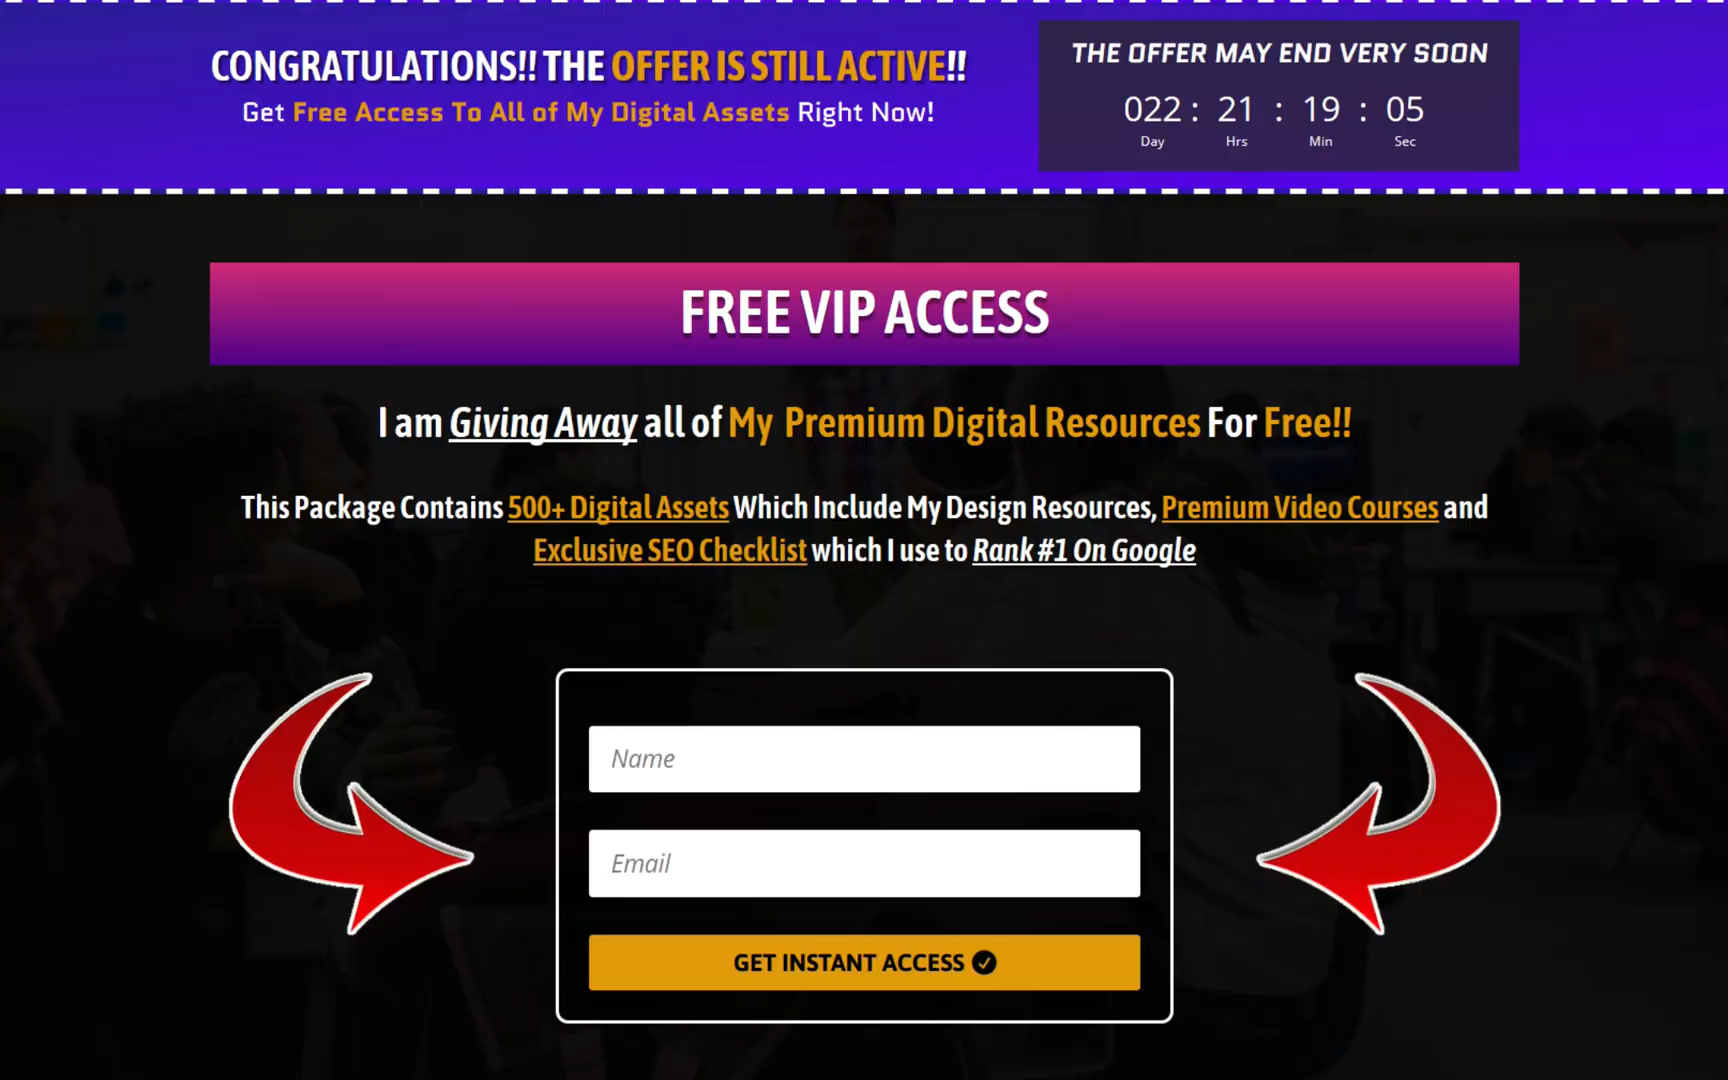 CONGRATULATIONS!! THE OFFER IS STILL ACTIVE!!
Get Free Access To All of My Digital Assets Right Now!
THE OFFER MAY END VERY SOON
022 : 21 : 19 : 05
Day Hrs Min Sec
FREE VIP ACCESS
I am Giving Away all of My Premium Digital Resources For Free!!
This Package Contains 500+ Digital Assets Which Include My Design Resources, Premium Video Courses and
Exclusive SEO Checklist which I use to Rank #1 On Google
Name
Email
GET INSTANT ACCESS